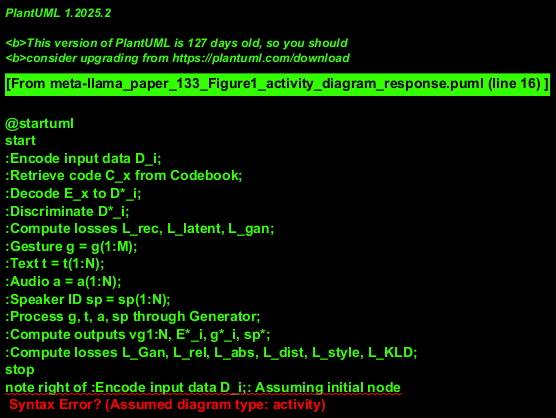 PlantUML 1.2025.2
<b>This version of PlantUML is 127 days old, so you should
<b>consider upgrading from https://plantuml.com/download
[From meta-llama_paper_133_Figure1_activity_diagram_response.puml (line 16) ]
@startuml
start
:Encode input data D_i;
:Retrieve code C_x from Codebook;
:Decode E_x to D*_i;
:Discriminate D*_i;
:Compute losses L_rec, L_latent, L_gan;
:Gesture g = g(1:M);
:Text t = t(1:N);
:Audio a = a(1:N);
:Speaker ID sp = sp(1:N);
:Process g, t, a, sp through Generator;
:Compute outputs vg1:N, E*_i, g*_i, sp*;
:Compute losses L_Gan, L_rel, L_abs, L_dist, L_style, L_KLD;
stop
note right of :Encode input data D_i;: Assuming initial node
Syntax Error? (Assumed diagram type: activity)